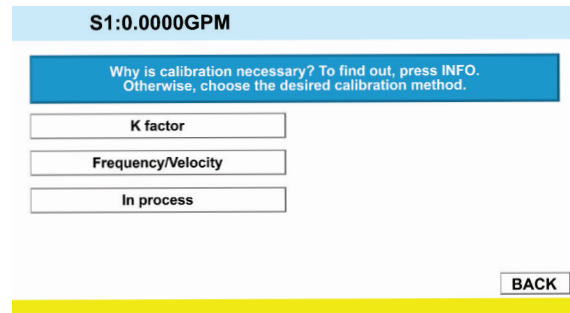 S1:0.0000GPM
Why is calibration necessary? To find out, press INFO.
Otherwise, choose the desired calibration method.
K factor
Frequency/Velocity
In process
BACK